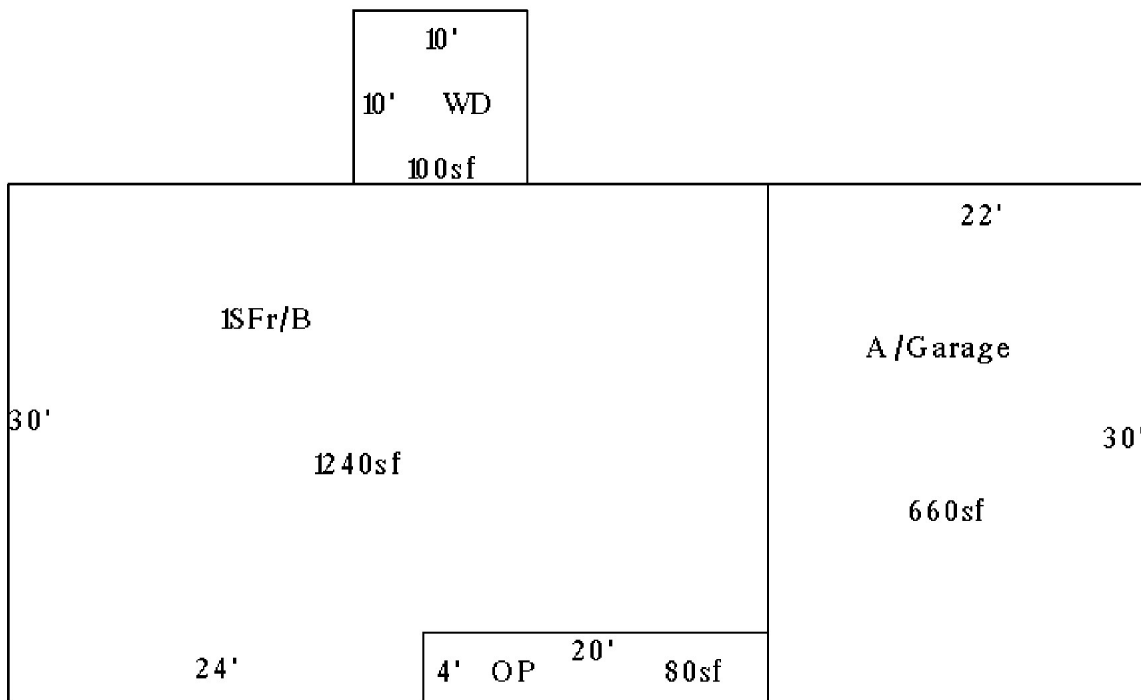 10'
10' WD
100sf
22'
1SFr/B
A/Garage
30'
30'
1240sf
660sf
24'
4' OP 20' 80sf